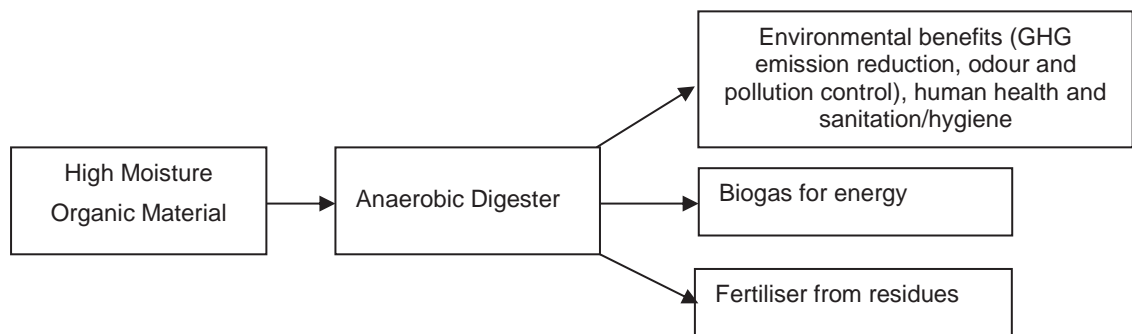 High Moisture
Organic Material
Anaerobic Digester
Environmental benefits (GHG
emission reduction, odour and
pollution control), human health and
sanitation/hygiene
Biogas for energy
Fertiliser from residues